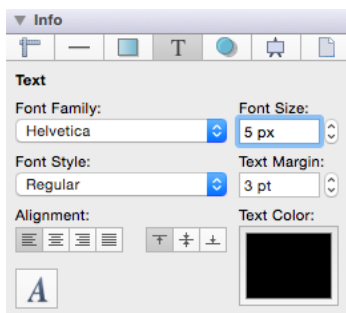 Info
T
Text
Font Family: Font Size:
Helvetica 5 px
Font Style: Text Margin:
Regular 3 pt
Alignment: Text Color:
A